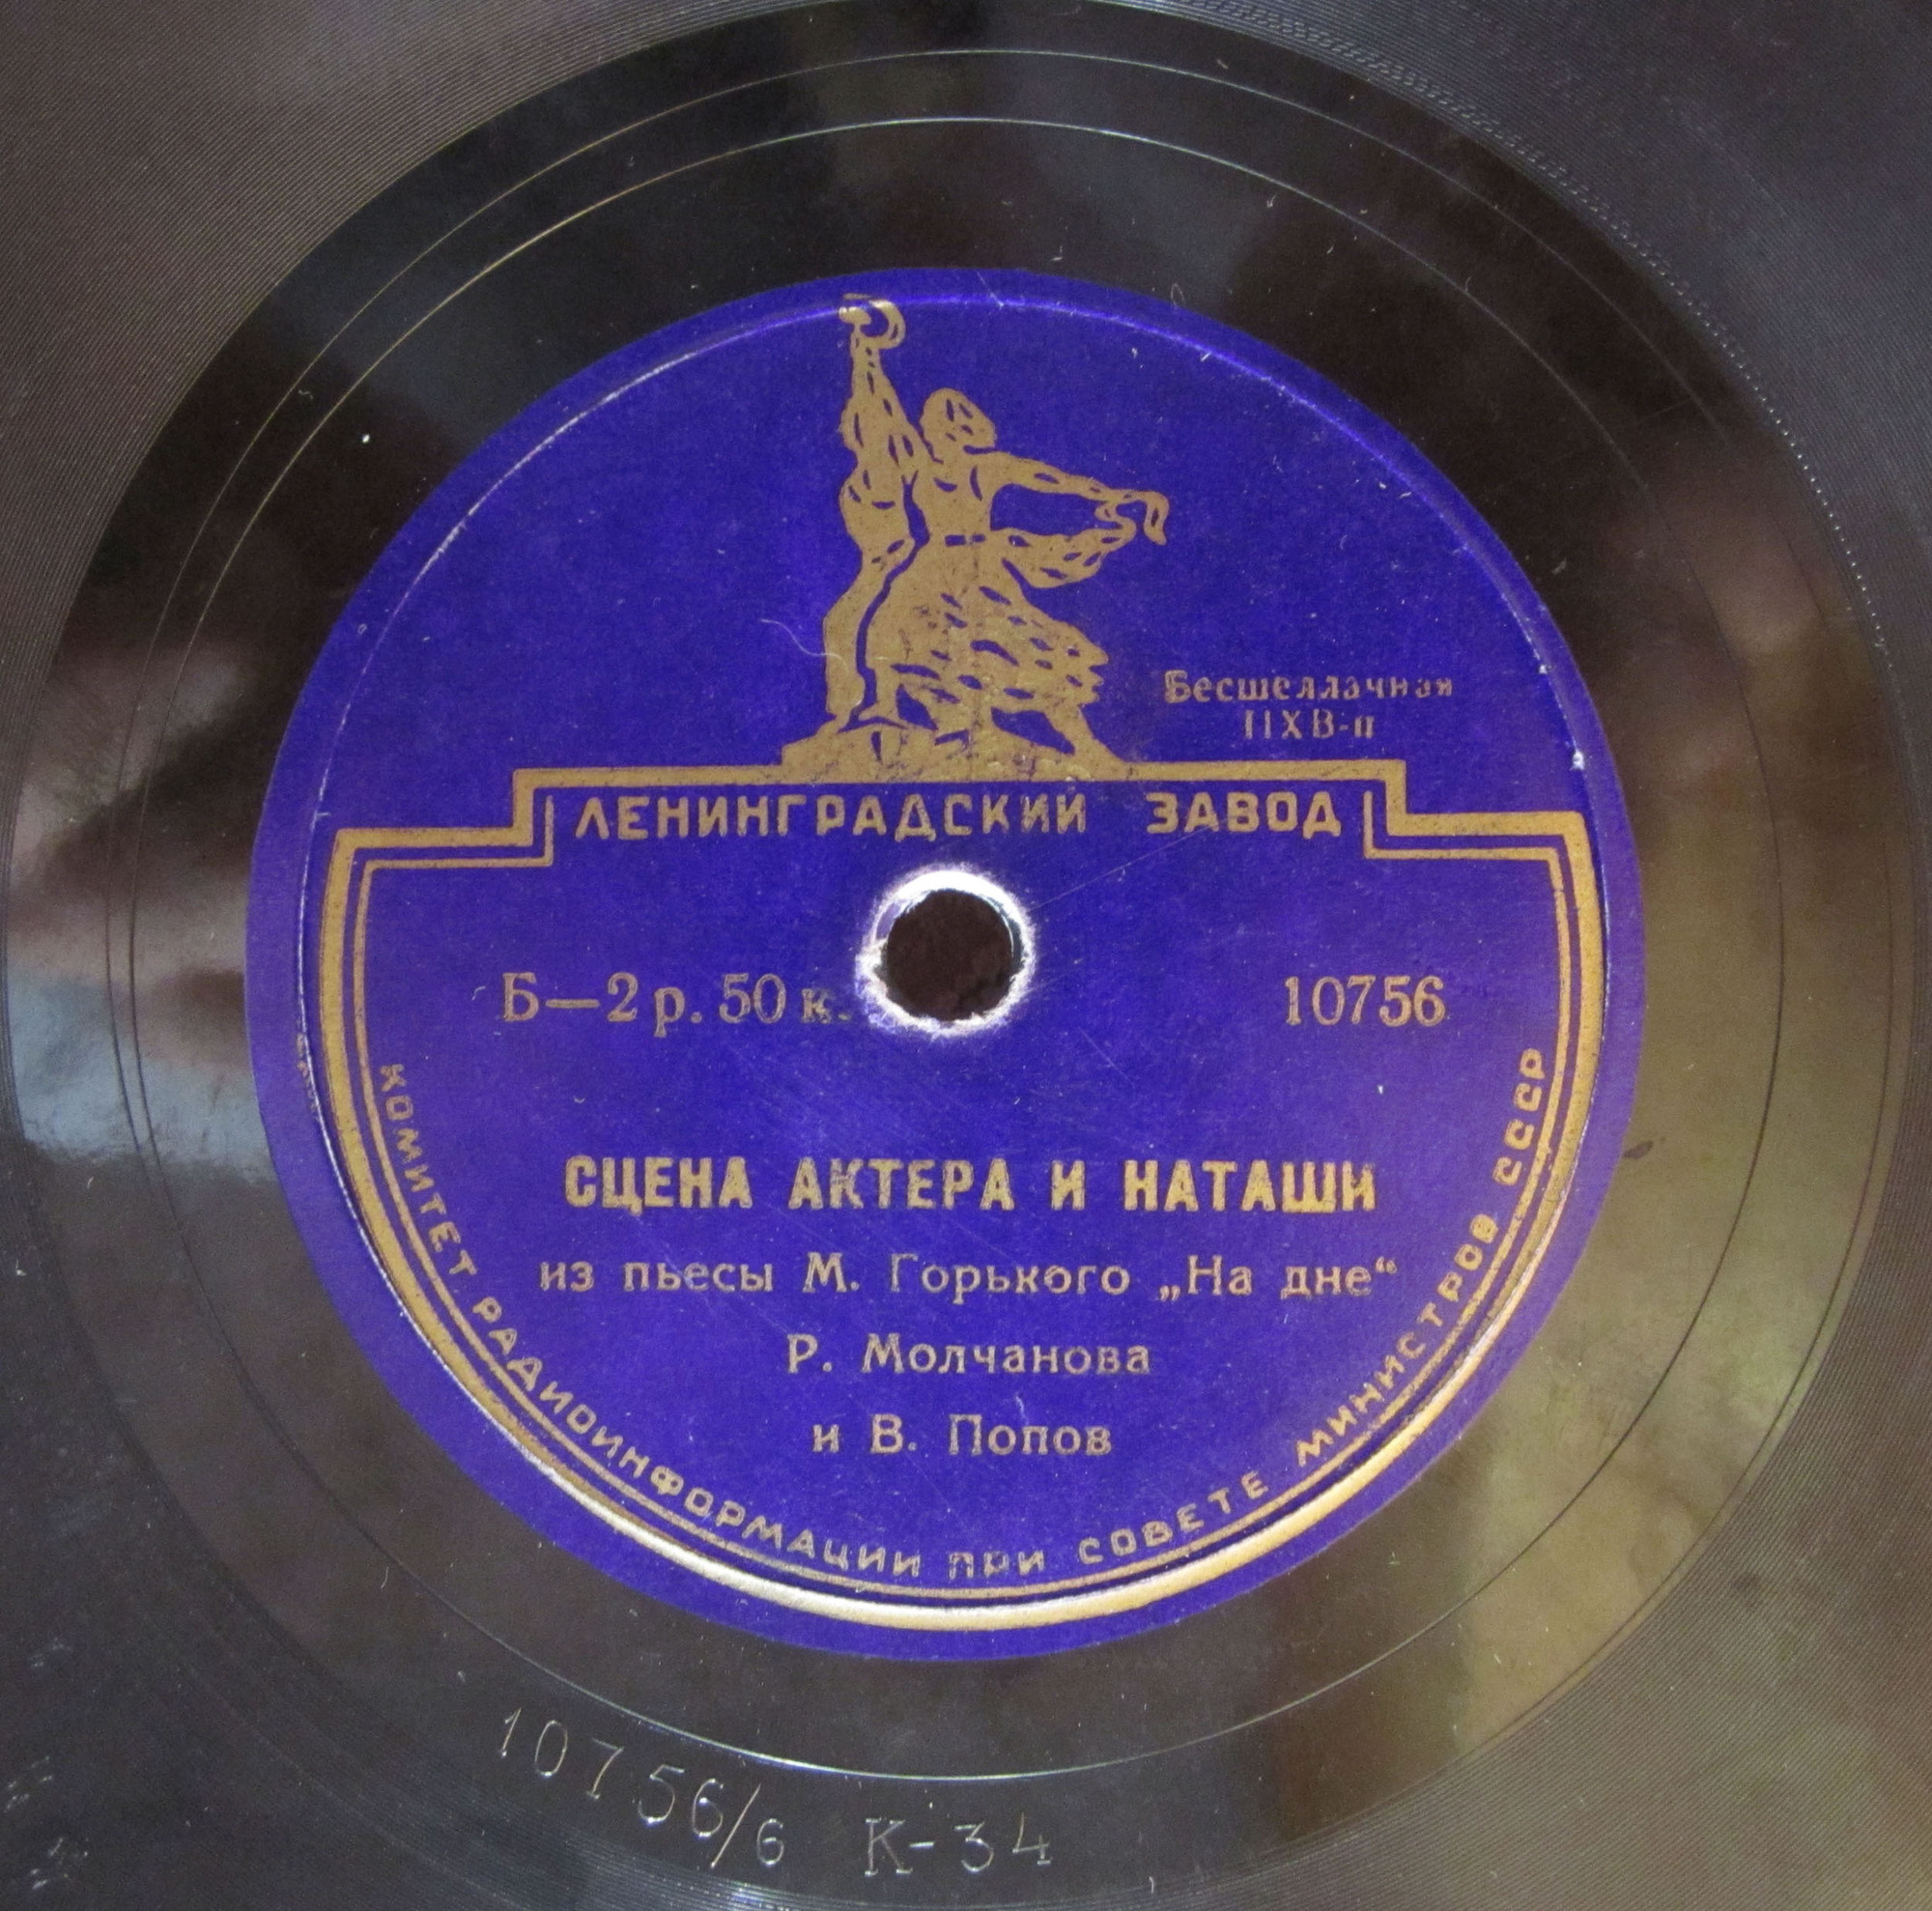 Бесшеллачная
ПХВ-п
ЛЕНИНГРАДСКИЙ ЗАВОД
Б—2 р. 50 к.
10756
СЦЕНА АКТЕРА И НАТАШИ
из пьесы М. Горького „На дне“
Р. Молчанова
и В. Попов
КОМИТЕТ РАДИОИНФОРМАЦИИ ПРИ СОВЕТЕ МИНИСТРОВ СССР
10756/6 К-34